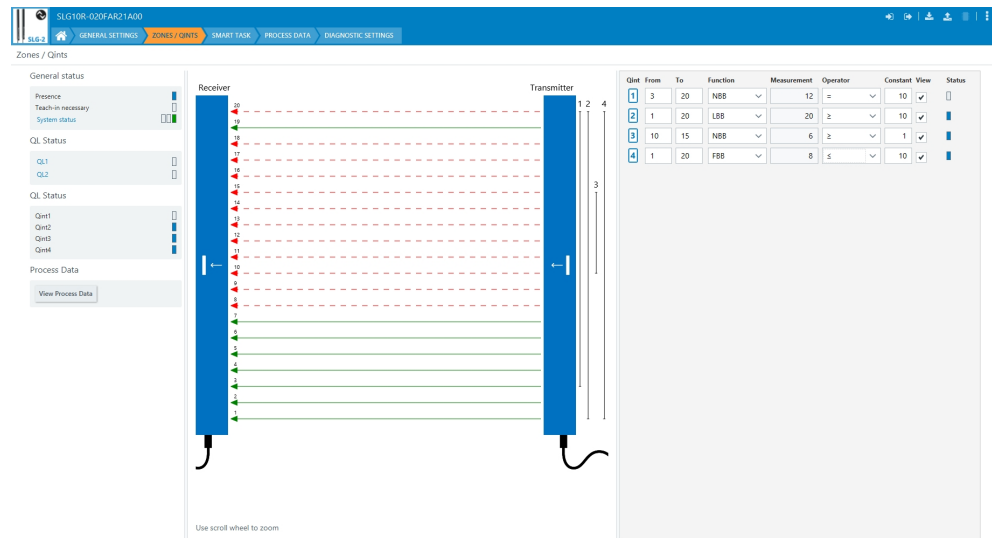 SLG10R-020FAR21A00
SLG-2
GENERAL SETTINGS
ZONES / QINTS
SMART TASK
PROCESS DATA
DIAGNOSTIC SETTINGS
Zones / Qints
General status
Presence
Teach-in necessary
System status
QL Status
QL1
QL2
QL Status
Qint1
Qint2
Qint3
Qint4
Process Data
View Process Data
Receiver
Transmitter
1 2 4
3
20
19
18
17
16
15
14
13
12
11
10
9
8
7
6
5
4
3
2
1
Use scroll wheel to zoom
Qint From To Function Measurement Operator Constant View Status
1 3 20 NBB 12 = 10
2 1 20 LBB 20 ≥ 10
3 10 15 NBB 6 ≥ 1
4 1 20 FBB 8 ≤ 10